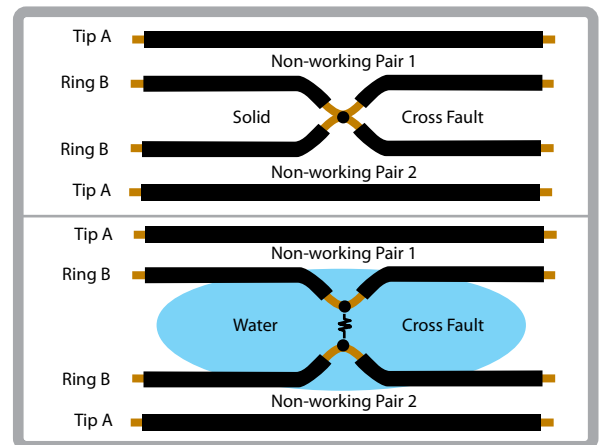 Tip A
Non-working Pair 1
Ring B
Solid Cross Fault
Ring B
Non-working Pair 2
Tip A
Tip A
Non-working Pair 1
Ring B
Water Cross Fault
Ring B
Non-working Pair 2
Tip A